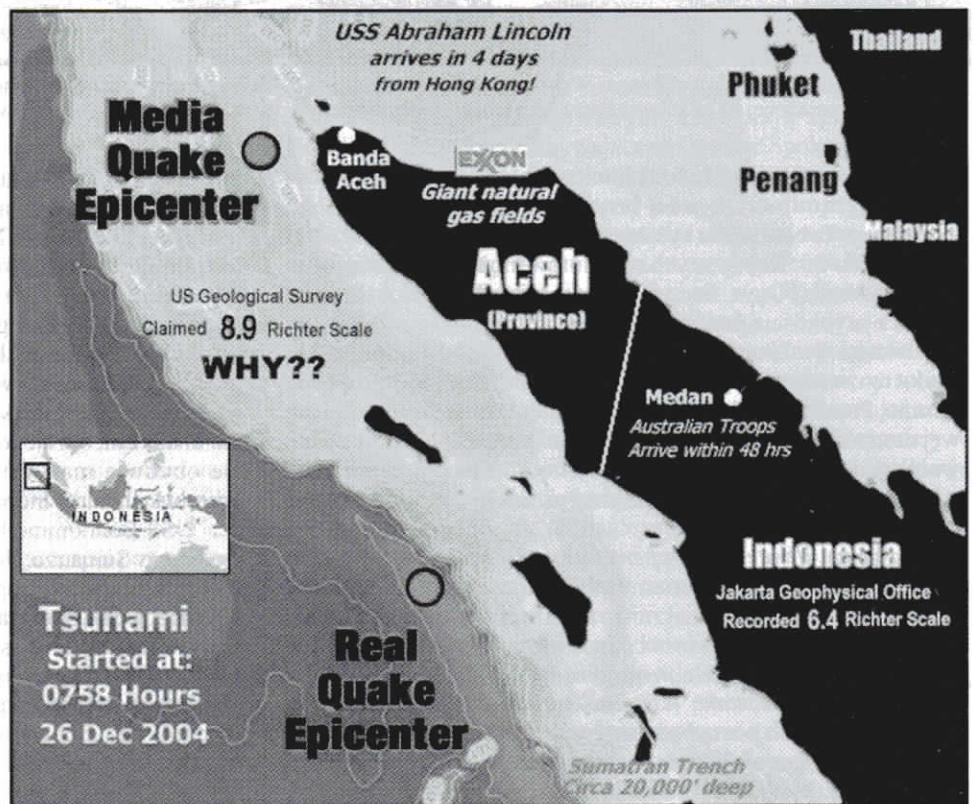 USS Abraham Lincoln
arrives in 4 days
from Hong Kong!
Thailand
Phuket
Media
Quake
Epicenter
Banda
Aceh
EXXON
Giant natural
gas fields
Penang
Malaysia
Aceh
(Province)
US Geological Survey
Claimed 8.9 Richter Scale
WHY??
Medan
Australian Troops
Arrive within 48 hrs
INDONESIA
Indonesia
Jakarta Geophysical Office
Recorded 6.4 Richter Scale
Tsunami
Started at:
0758 Hours
26 Dec 2004
Real
Quake
Epicenter
Sumatran Trench
Circa 20,000' deep